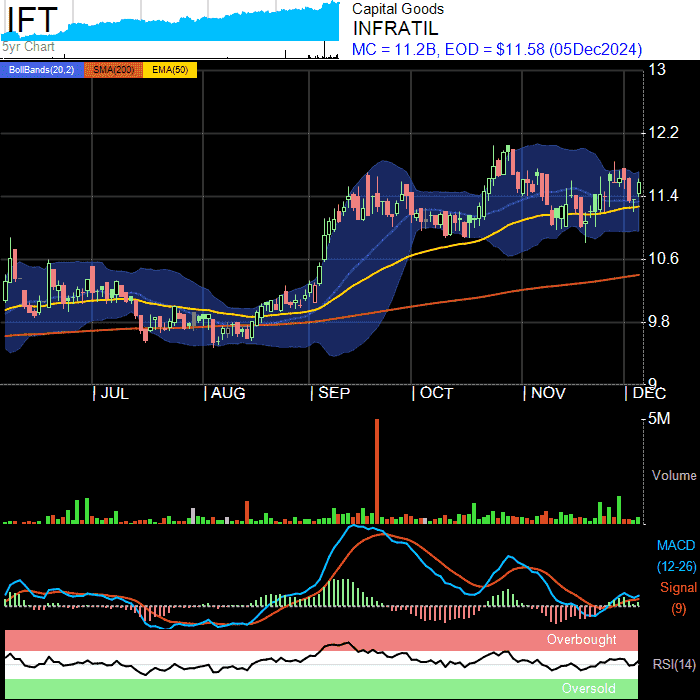 IFT
5yr Chart
Capital Goods
INFRATIL
MC = 11.2B, EOD = $11.58 (05Dec2024)
BollBands(20,2) SMA(200) EMA(50)
13
12.2
11.4
10.6
9.8
9
JUL AUG SEP OCT NOV DEC
5M
Volume
MACD
(12-26)
Signal
(9)
Overbought
RSI(14)
Oversold